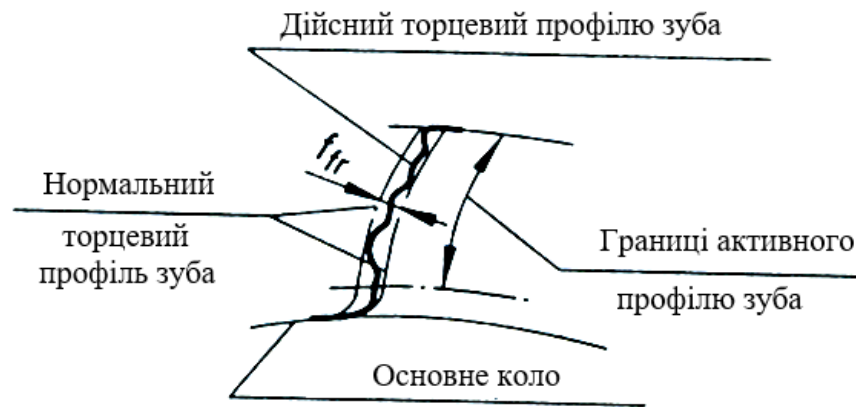 Дійсний торцевий профілю зуба
f_fr
Нормальний
торцевий
профіль зуба
Границі активного
профілю зуба
Основне коло